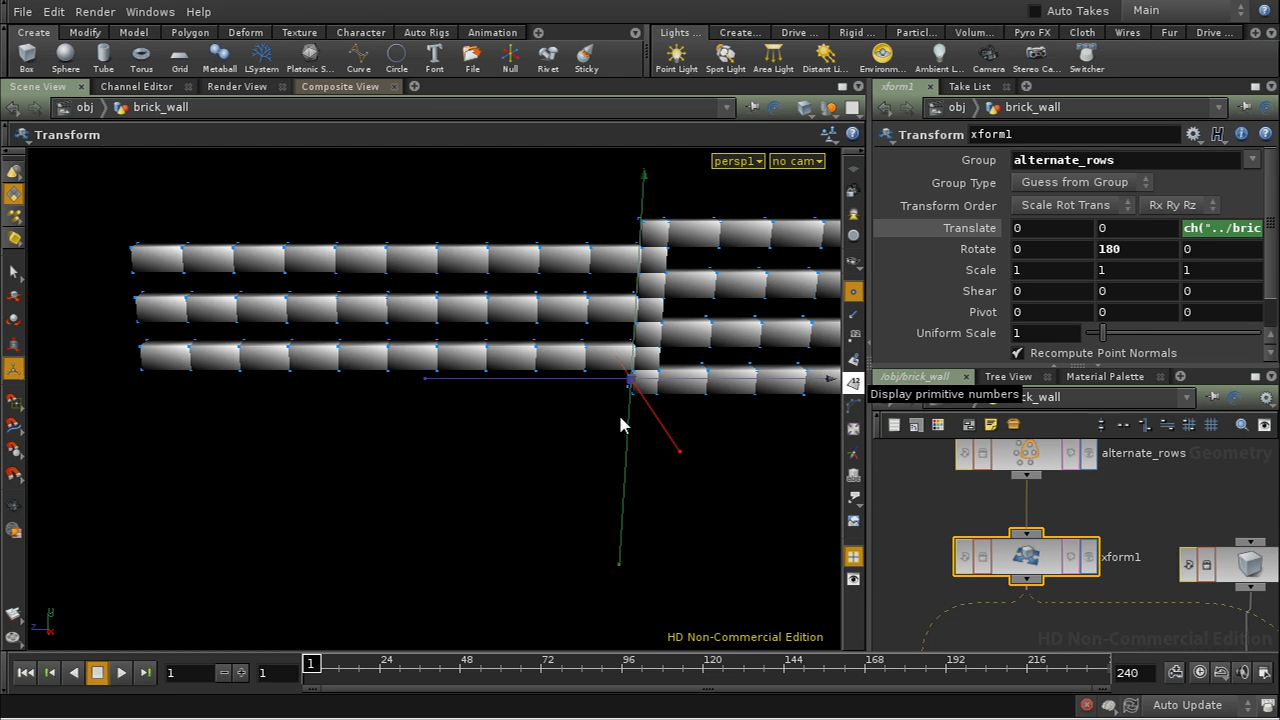 File Edit Render Windows Help Auto Takes Main
Create Modify Model Polygon Deform Texture Character Auto Rigs Animation Lights ... Create... Drive ... Rigid ... Particl... Volum... Pyro FX Cloth Wires Fur Drive ...
Box Sphere Tube Torus Grid Metaball LSystem Platonic S... Curve Circle Font File Null Rivet Sticky Point Light Spot Light Area Light Distant Li... Environm... Ambient L... Camera Stereo Ca... Switcher
Scene View Channel Editor Render View Composite View xform1 Take List
obj brick_wall obj brick_wall
Transform Transform xform1
perspl no cam
Group alternate_rows
Group Type Guess from Group
Transform Order Scale Rot Trans Rx Ry Rz
Translate 0 0 ch("../bric
Rotate 0 180 0
Scale 1 1 1
Shear 0 0 0
Pivot 0 0 0
Uniform Scale 1
Recompute Point Normals
/obj/brick_wall Tree View Material Palette
Display primitive numbers
k_wall
alternate_rows Geometry
xform1
y
z x
HD Non-Commercial Edition HD Non-Commercial Edition
1 1 1 24 48 72 96 120 144 168 192 216 240
Auto Update